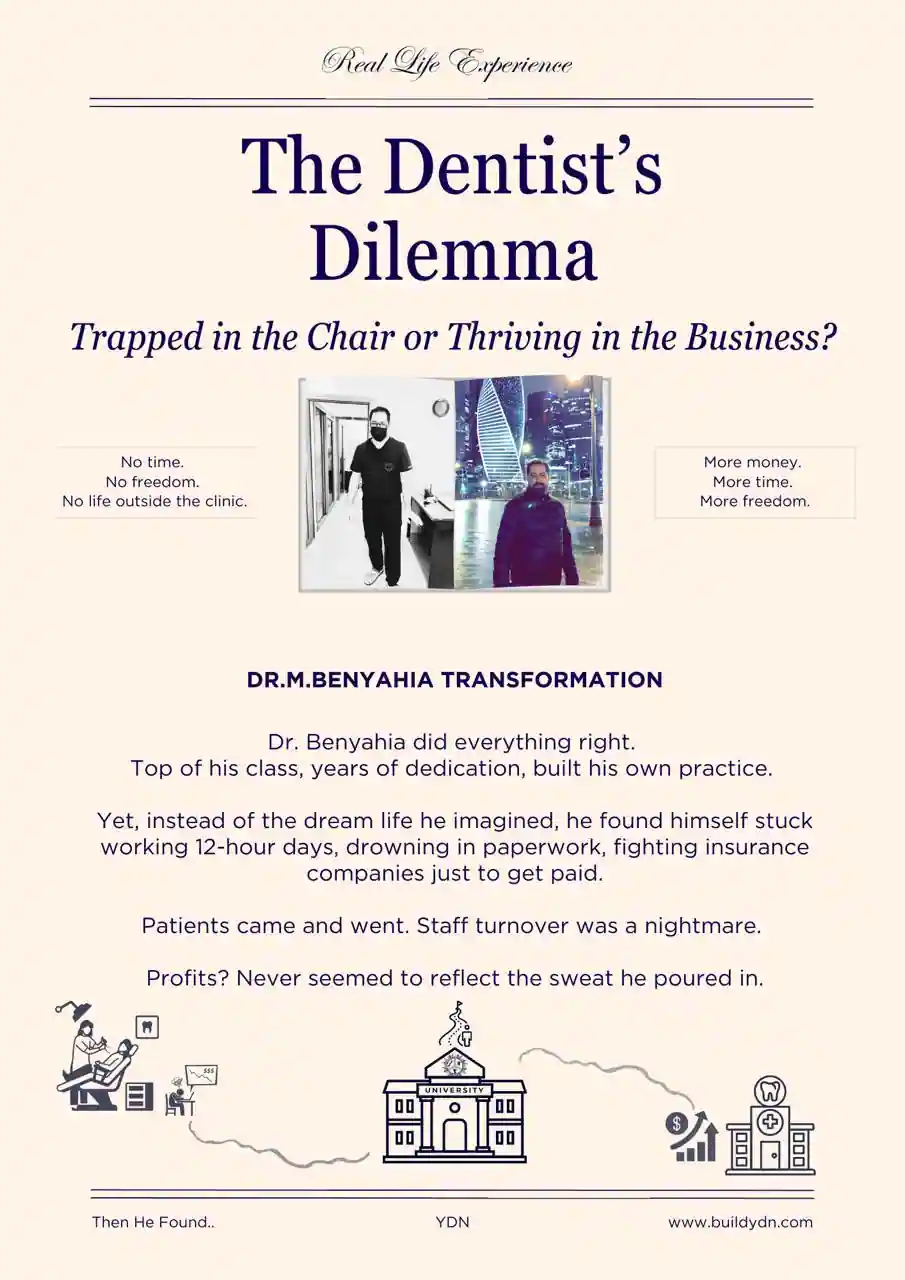 Real Life Experience
The Dentist's
Dilemma
Trapped in the Chair or Thriving in the Business?
No time.
No freedom.
No life outside the clinic.
More money.
More time.
More freedom.
DR.M.BENYAHIA TRANSFORMATION
Dr. Benyahia did everything right.
Top of his class, years of dedication, built his own practice.
Yet, instead of the dream life he imagined, he found himself stuck
working 12-hour days, drowning in paperwork, fighting insurance
companies just to get paid.
Patients came and went. Staff turnover was a nightmare.
Profits? Never seemed to reflect the sweat he poured in.
$$$
UNIVERSITY
$
Then He Found..
YDN
www.buildydn.com